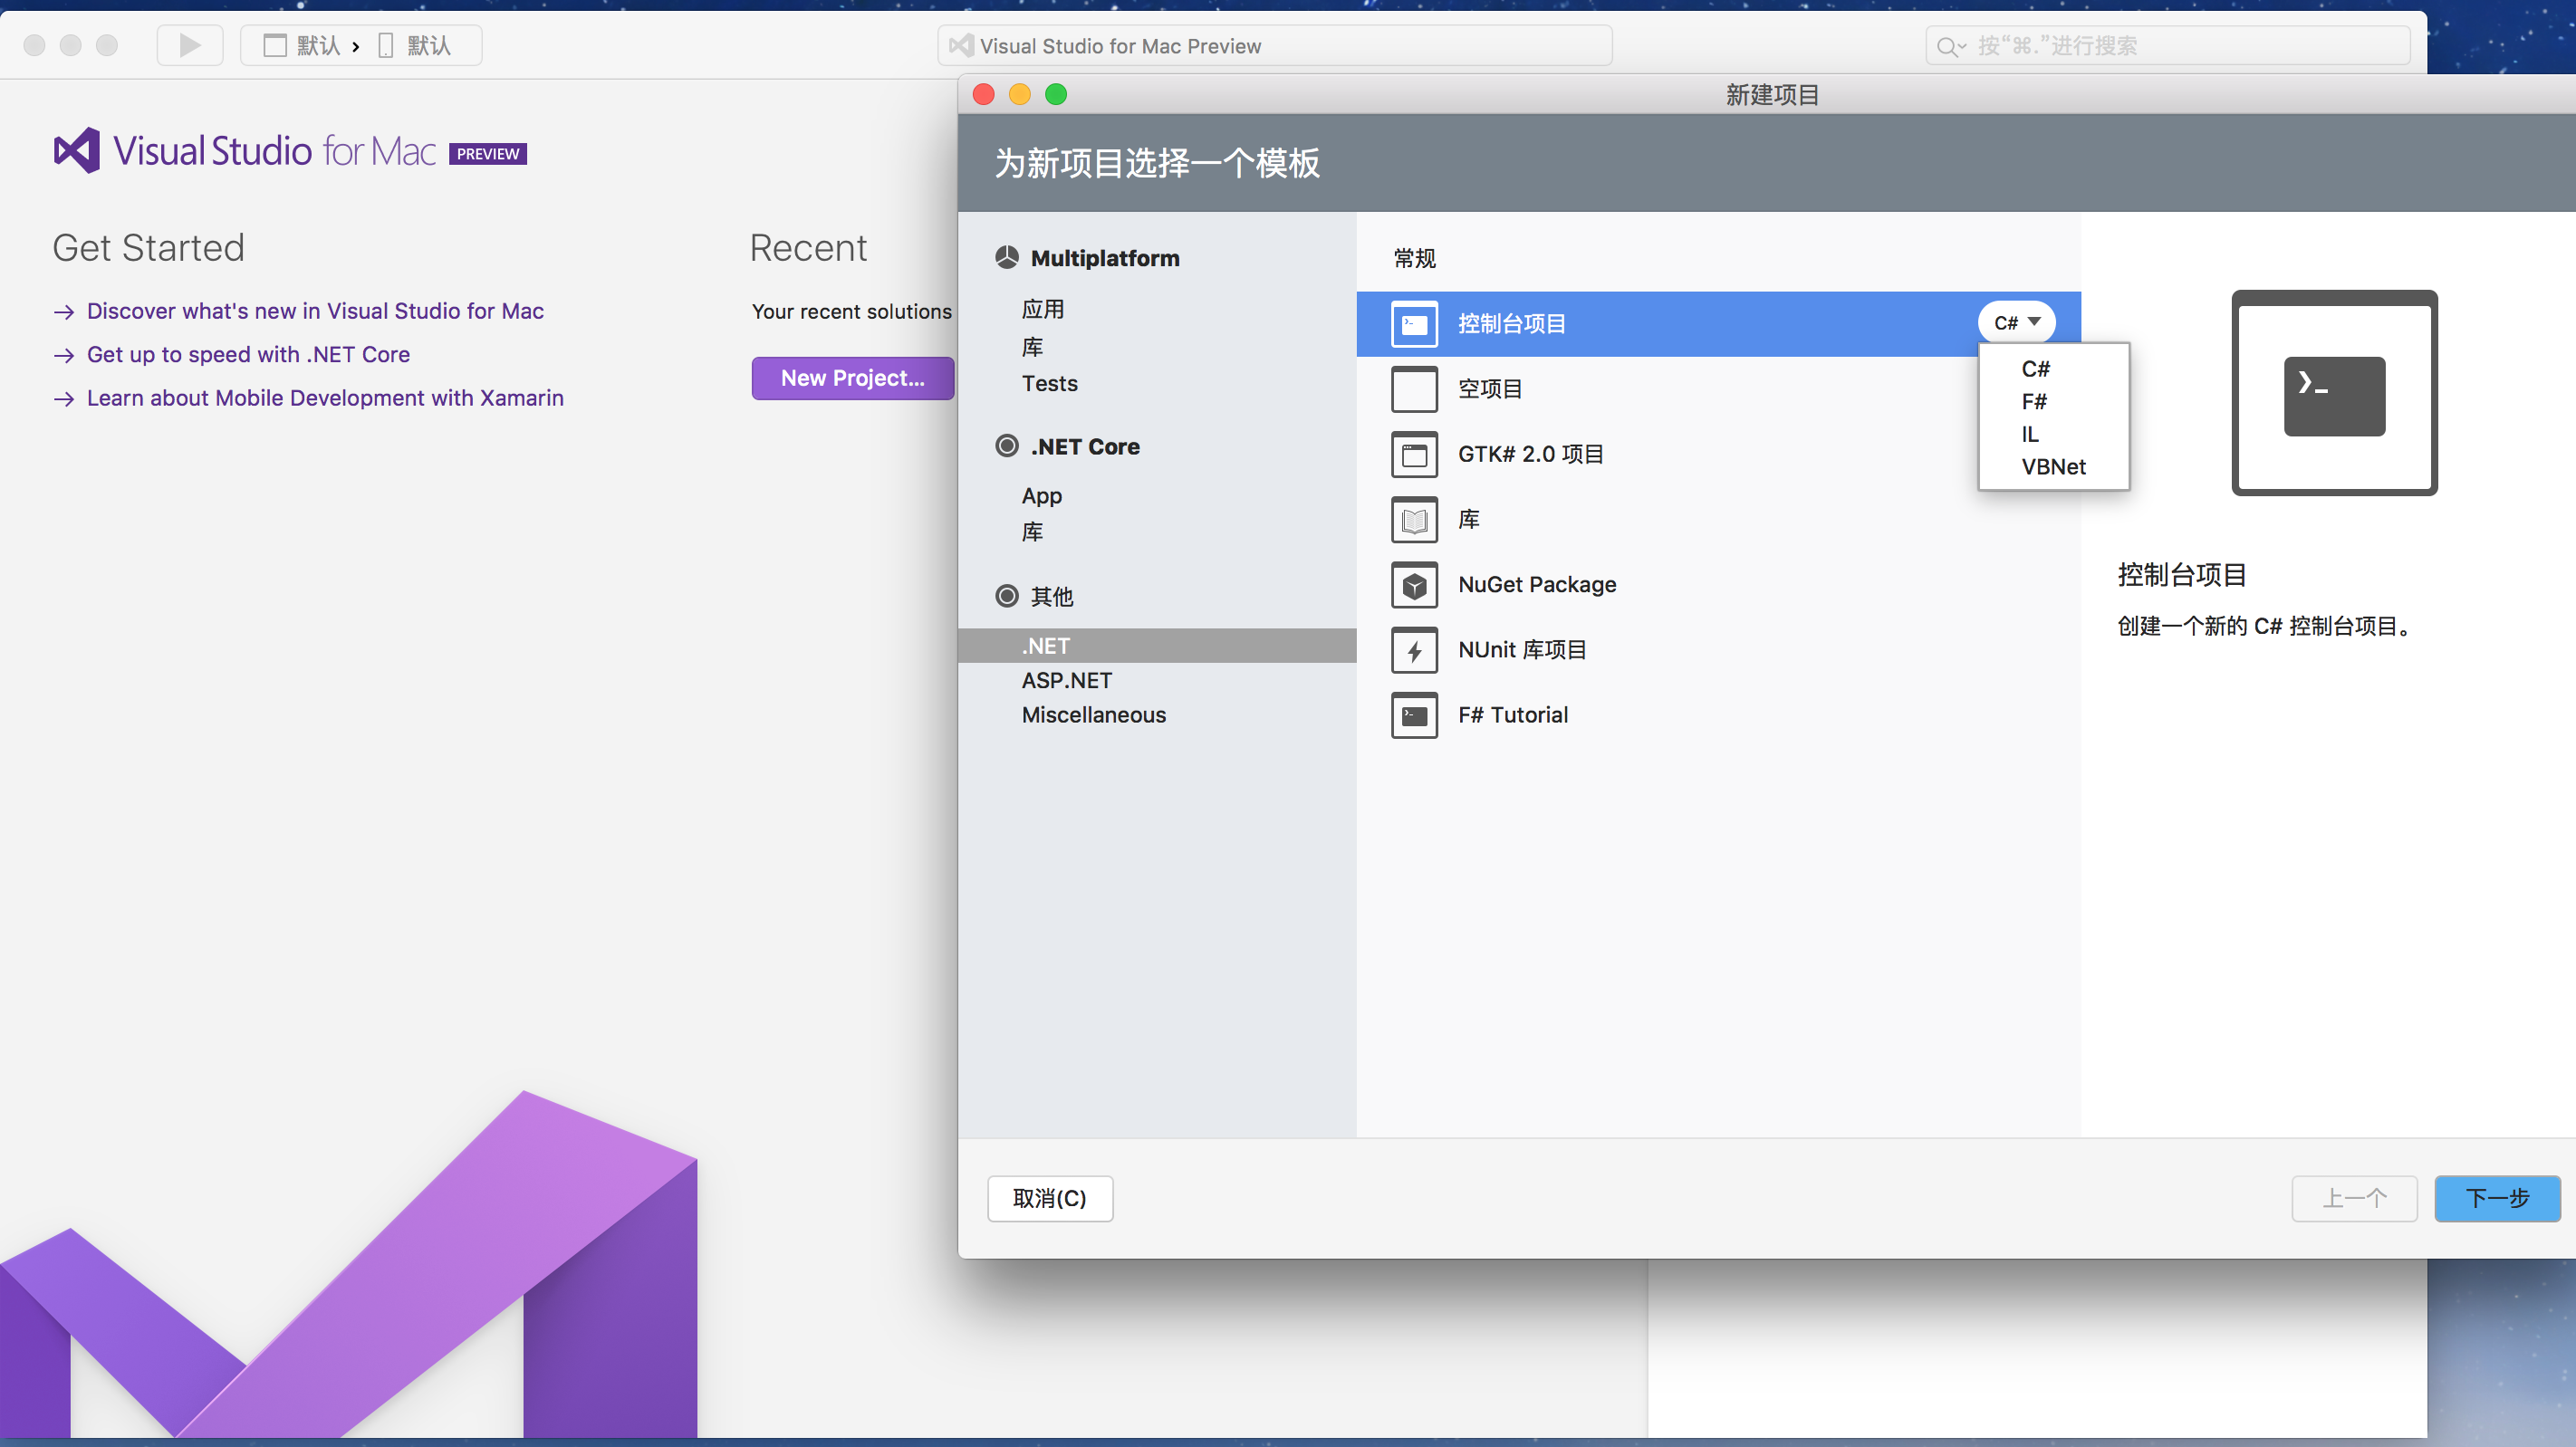 默认 › 默认
Visual Studio for Mac Preview
按“⌘.”进行搜索
Visual Studio for Mac PREVIEW
Get Started
→ Discover what's new in Visual Studio for Mac
→ Get up to speed with .NET Core
→ Learn about Mobile Development with Xamarin
Recent
Your recent solutions
New Project...
新建项目
为新项目选择一个模板
Multiplatform
应用
库
Tests
.NET Core
App
库
其他
.NET
ASP.NET
Miscellaneous
常规
控制台项目
C#
空项目
GTK# 2.0 项目
库
NuGet Package
NUnit 库项目
F# Tutorial
C#
F#
IL
VBNet
控制台项目
创建一个新的 C# 控制台项目。
取消(C)
上一个
下一步